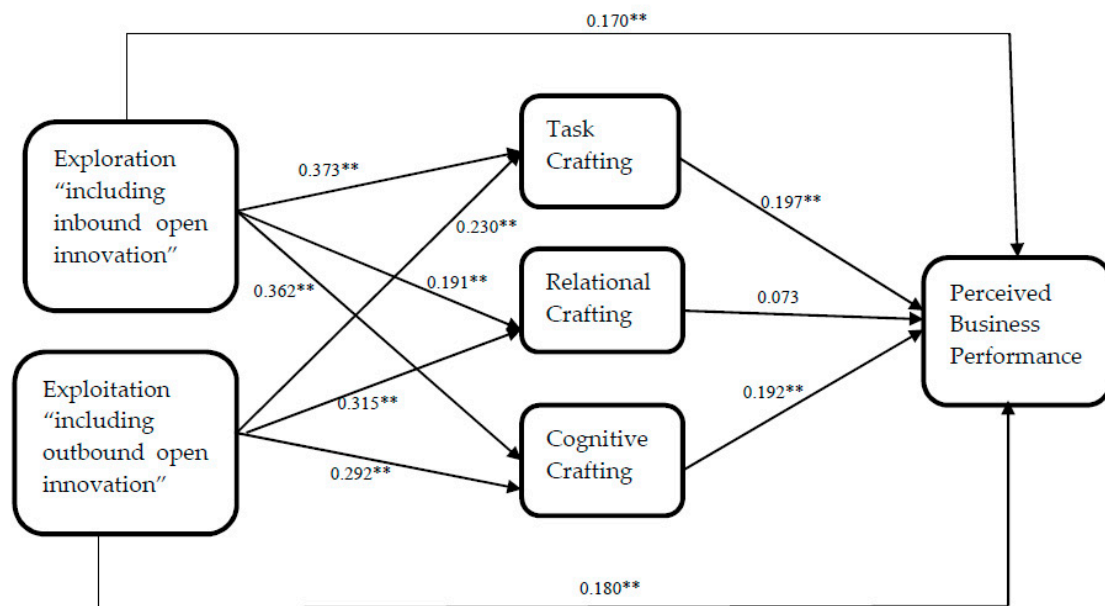 0.170**
Exploration
“including
inbound open
innovation”
0.373**
0.230**
0.191**
0.362**
Task
Crafting
0.197**
Relational
Crafting
0.073
Perceived
Business
Performance
Exploitation
“including
outbound open
innovation”
0.315**
0.292**
Cognitive
Crafting
0.192**
0.180**